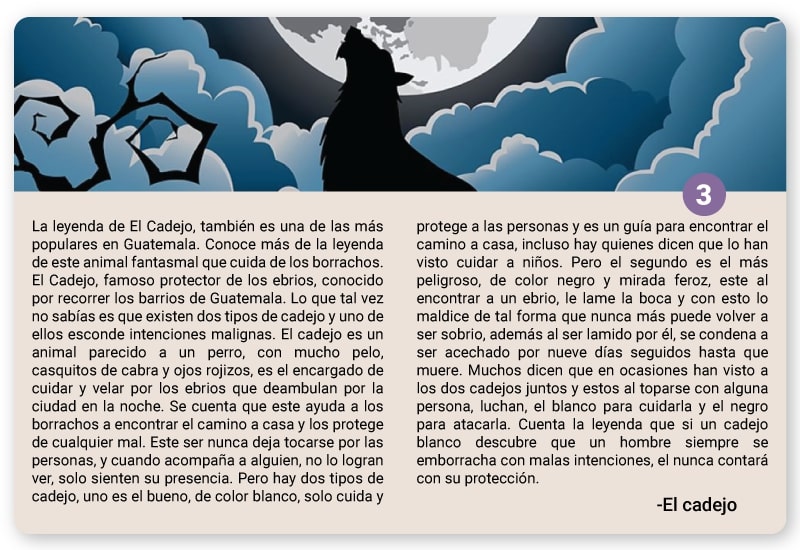 3
La leyenda de El Cadejo, también es una de las más
populares en Guatemala. Conoce más de la leyenda
de este animal fantasmal que cuida de los borrachos.
El Cadejo, famoso protector de los ebrios, conocido
por recorrer los barrios de Guatemala. Lo que tal vez
no sabías es que existen dos tipos de cadejo y uno de
ellos esconde intenciones malignas. El cadejo es un
animal parecido a un perro, con mucho pelo,
casquitos de cabra y ojos rojizos, es el encargado de
cuidar y velar por los ebrios que deambulan por la
ciudad en la noche. Se cuenta que este ayuda a los
borrachos a encontrar el camino a casa y los protege
de cualquier mal. Este ser nunca deja tocarse por las
personas, y cuando acompaña a alguien, no lo logran
ver, solo sienten su presencia. Pero hay dos tipos de
cadejo, uno es el bueno, de color blanco, solo cuida y
protege a las personas y es un guía para encontrar el
camino a casa, incluso hay quienes dicen que lo han
visto cuidar a niños. Pero el segundo es el más
peligroso, de color negro y mirada feroz, este al
encontrar a un ebrio, le lame la boca y con esto lo
maldice de tal forma que nunca más puede volver a
ser sobrio, además al ser lamido por él, se condena a
ser acechado por nueve días seguidos hasta que
muere. Muchos dicen que en ocasiones han visto a
los dos cadejos juntos y estos al toparse con alguna
persona, luchan, el blanco para cuidarla y el negro
para atacarla. Cuenta la leyenda que si un cadejo
blanco descubre que un hombre siempre se
emborracha con malas intenciones, el nunca contará
con su protección.
-El cadejo